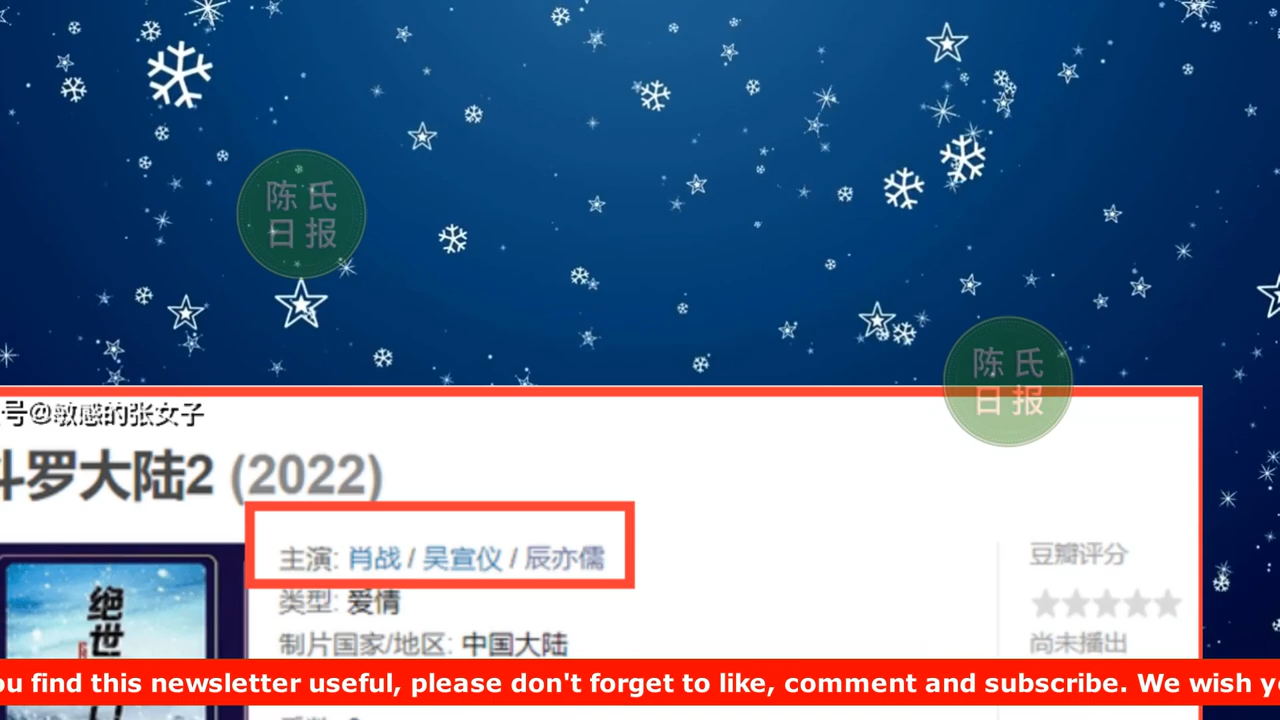 陈氏
日报
陈氏
日报
号@敏感的张女子
斗罗大陆2 (2022)
主演: 肖战 / 吴宣仪 / 辰亦儒
豆瓣评分
类型: 爱情
绝世
制片国家/地区: 中国大陆
尚未播出
ou find this newsletter useful, please don't forget to like, comment and subscribe. We wish y